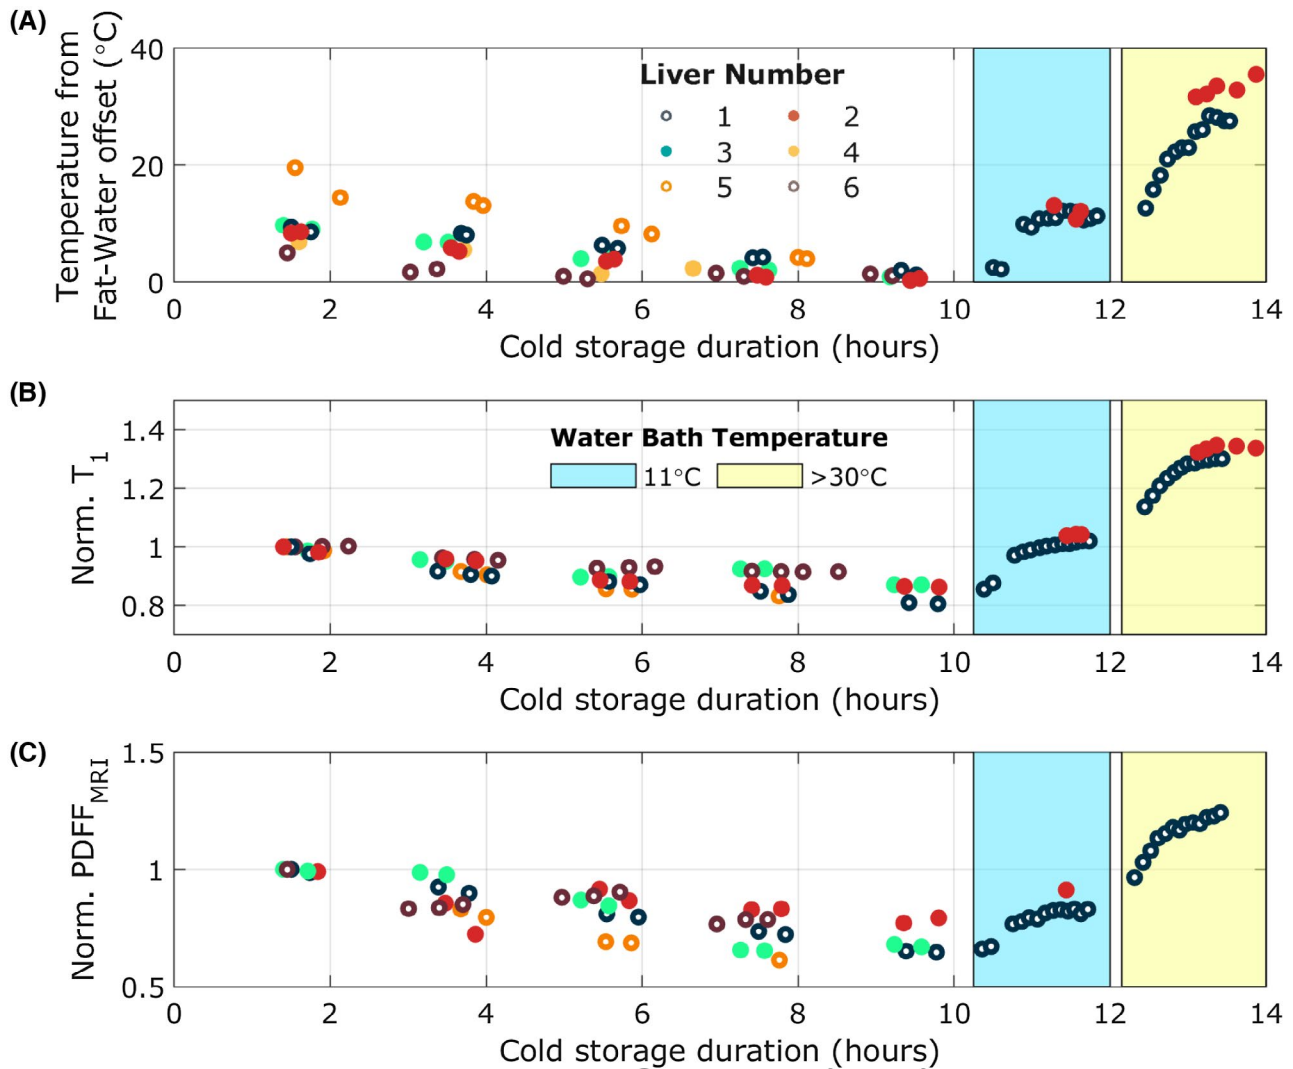 (A)
Temperature from
Fat-Water offset (°C)
40
20
0
Liver Number
1 2
3 4
5 6
2 4 6 8 10 12 14
Cold storage duration (hours)
(B)
Norm. T1
1.4
1.2
1
0.8
Water Bath Temperature
11°C >30°C
0 2 4 6 8 10 12 14
Cold storage duration (hours)
(C)
Norm. PDFFMRI
1.5
1
0.5
0 2 4 6 8 10 12 14
Cold storage duration (hours)